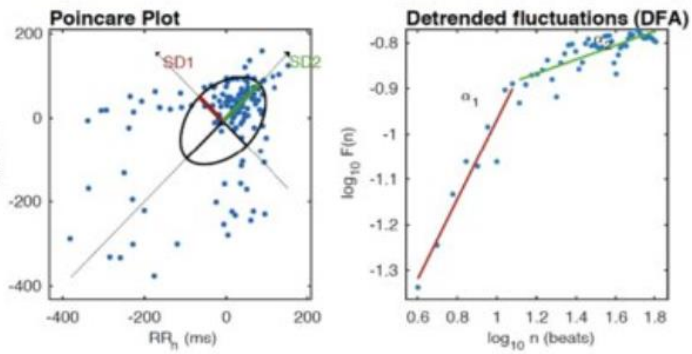 Poincare Plot
200
0
-200
-400
SD1
SD2
-400
-200
0
200
RRₙ (ms)
Detrended fluctuations (DFA)
-0.8
-0.9
-1
-1.1
-1.2
-1.3
log₁₀ F(n)
α₁
0.6
0.8
1
1.2
1.4
1.6
1.8
log₁₀ n (beats)